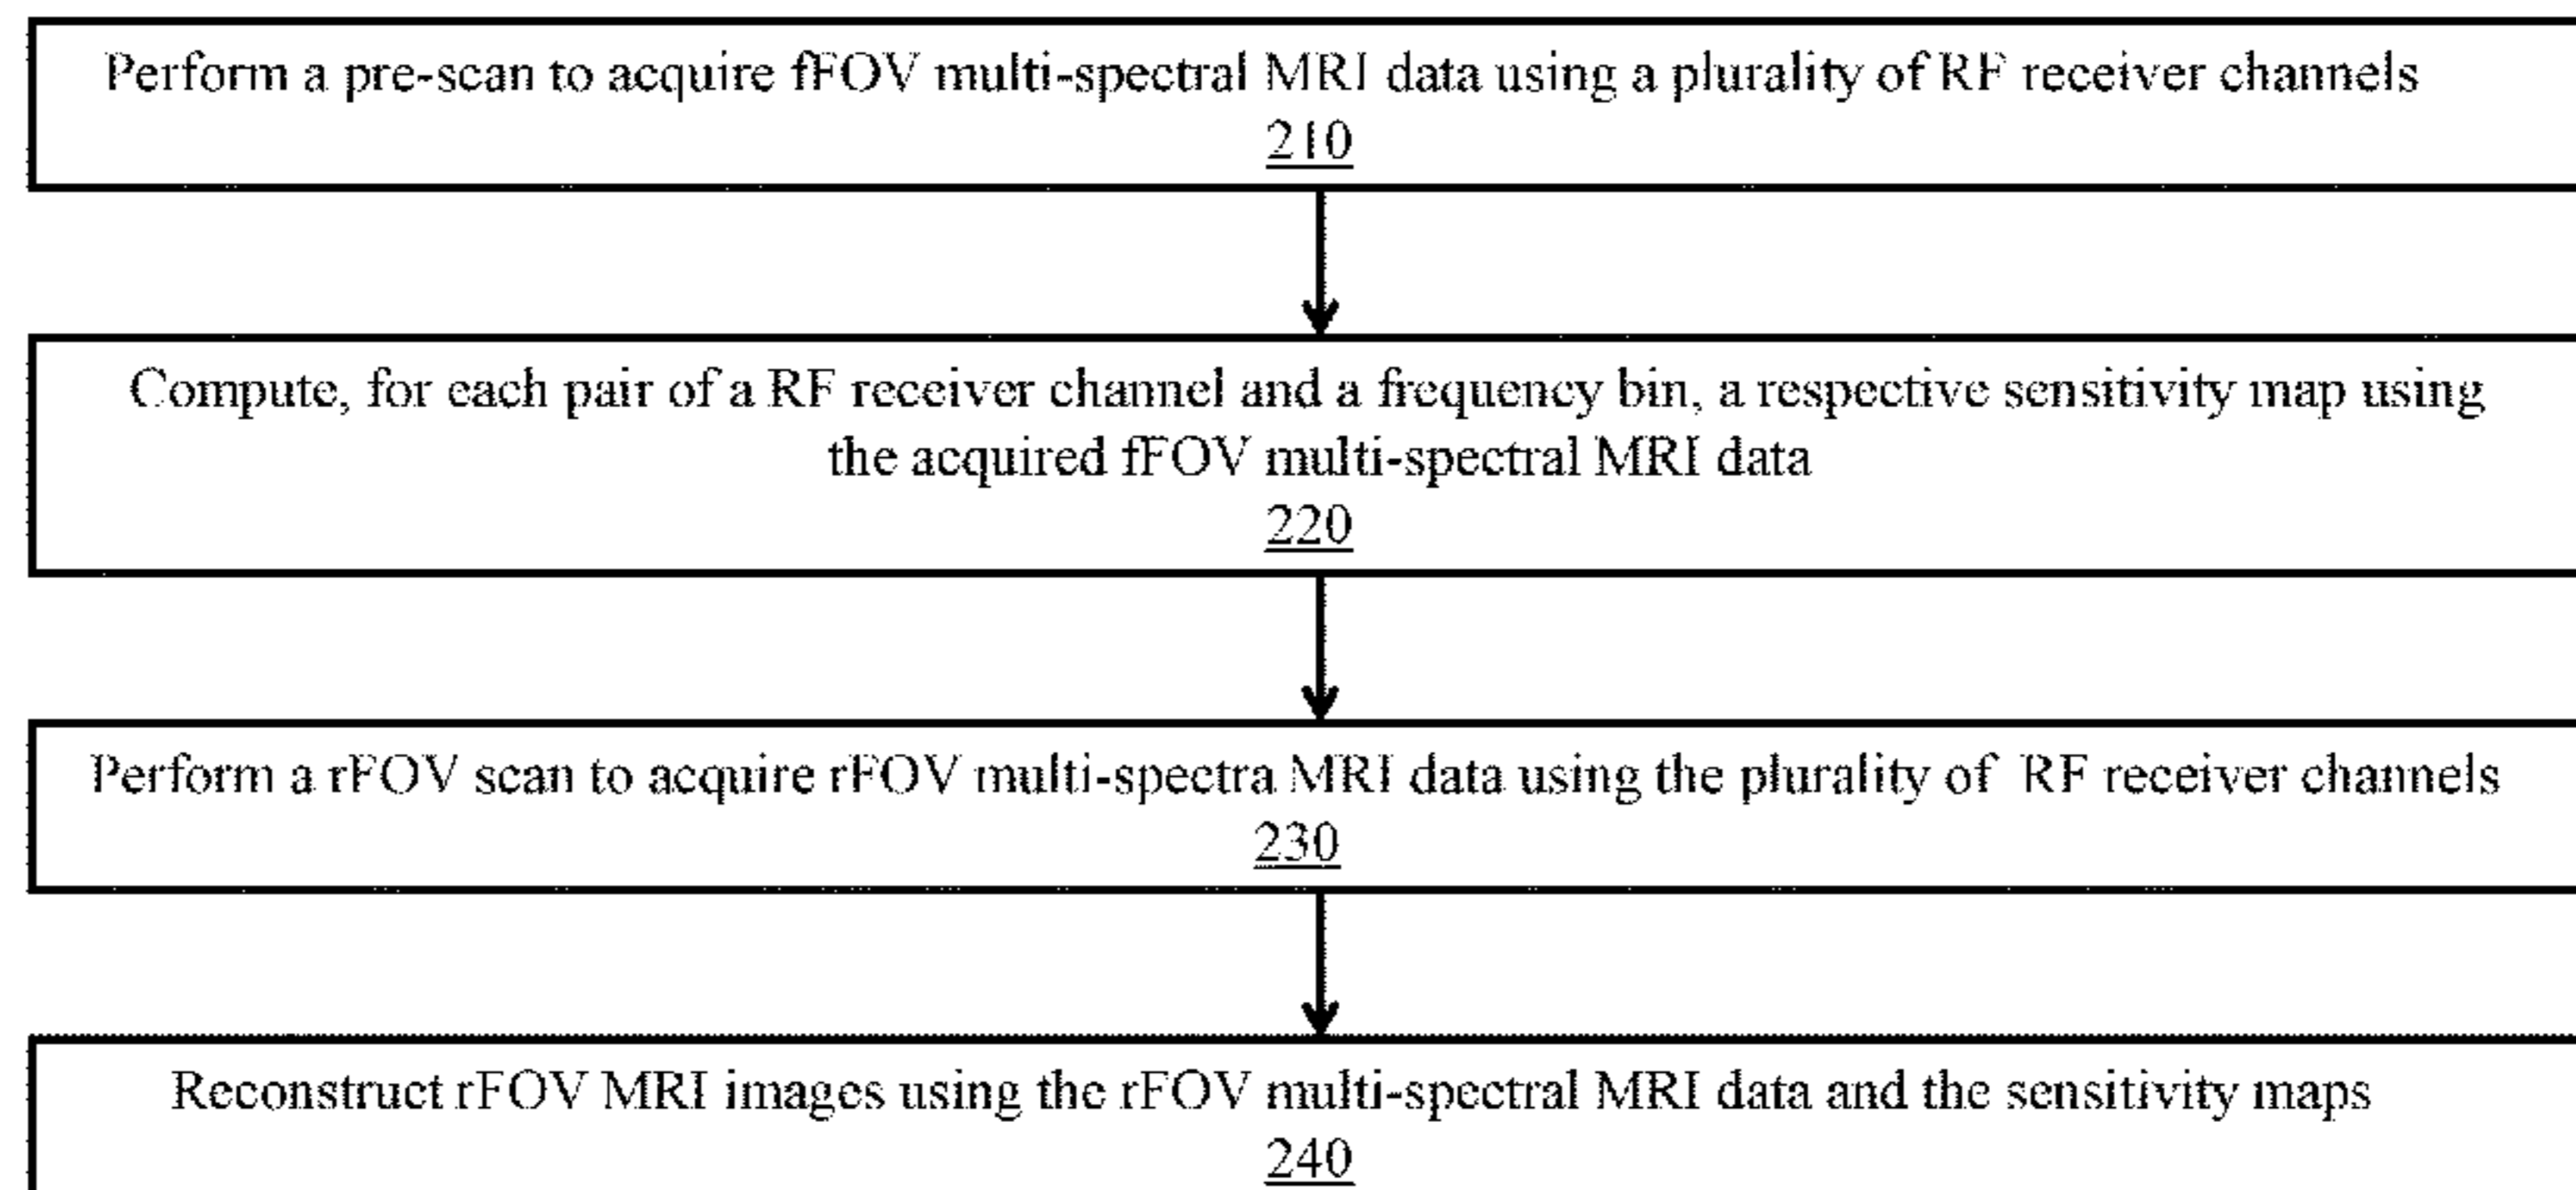 Perform a pre-scan to acquire fFOV multi-spectral MRI data using a plurality of RF receiver channels
210
Compute, for each pair of a RF receiver channel and a frequency bin, a respective sensitivity map using
the acquired fFOV multi-spectral MRI data
220
Perform a rFOV scan to acquire rFOV multi-spectra MRI data using the plurality of RF receiver channels
230
Reconstruct rFOV MRI images using the rFOV multi-spectral MRI data and the sensitivity maps
240